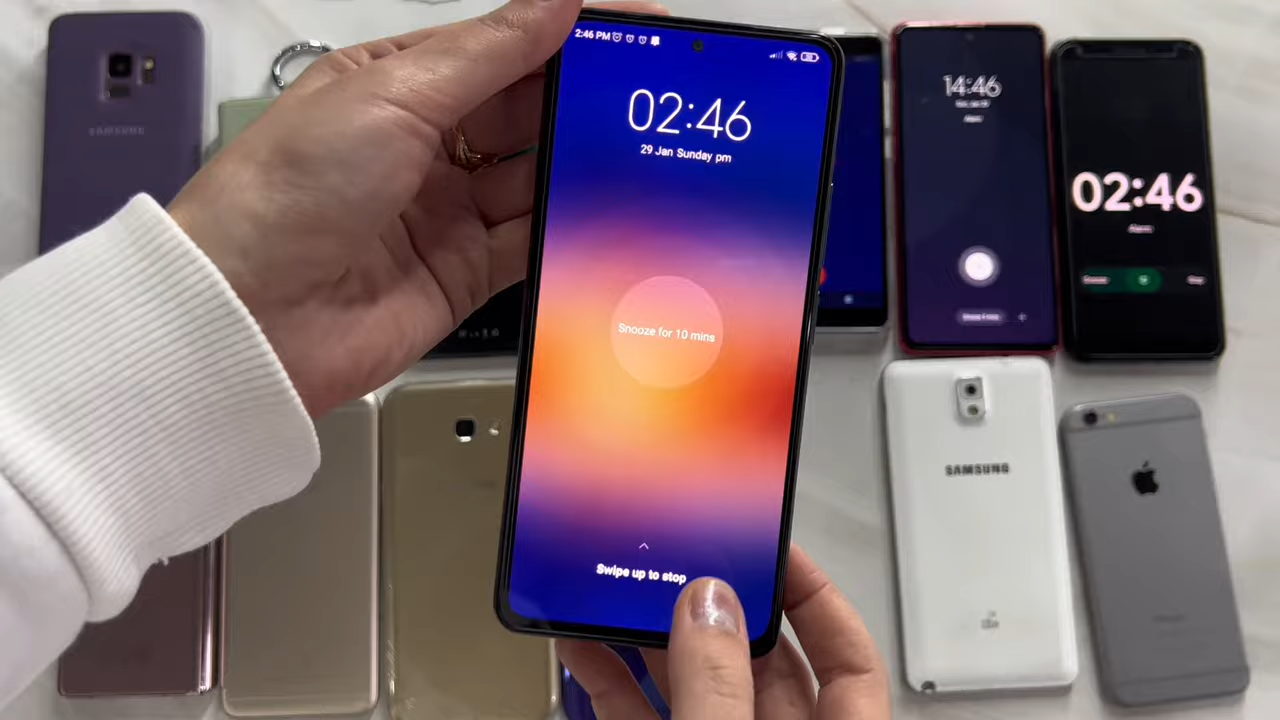 SAMSUNG
2:46 PM
02:46
29 Jan Sunday pm
Snooze for 10 mins
Swipe up to stop
14:46
02:46
SAMSUNG